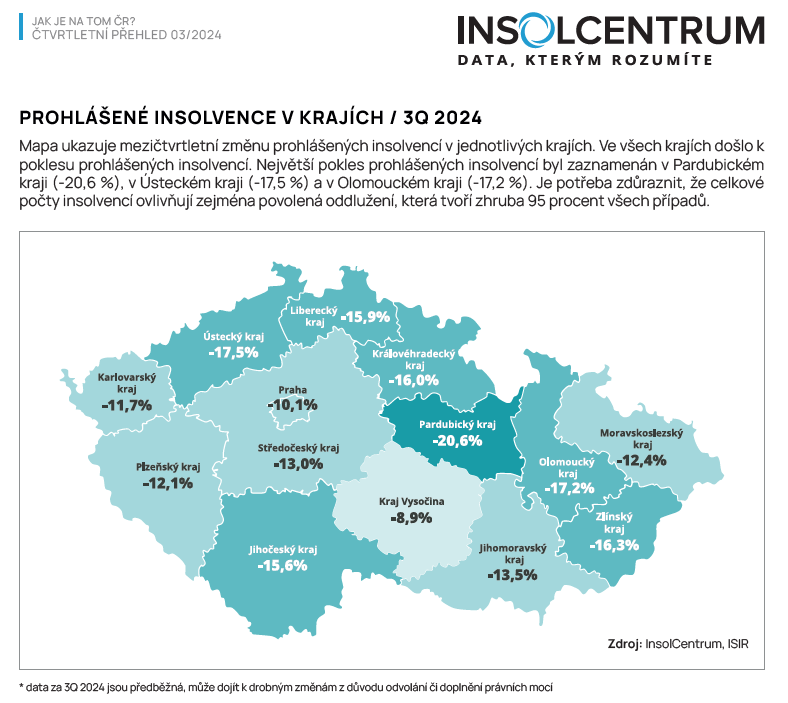 JAK JE NA TOM ČR?
ČTVRTLETNÍ PŘEHLED 03/2024
INSOLCENTRUM
DATA, KTERÝM ROZUMÍTE
PROHLÁŠENÉ INSOLVENCE V KRAJÍCH / 3Q 2024
Mapa ukazuje mezičtvrtletní změnu prohlášených insolvencí v jednotlivých krajích. Ve všech krajích došlo k
poklesu prohlášených insolvencí. Největší pokles prohlášených insolvencí byl zaznamenán v Pardubickém
kraji (-20,6 %), v Ústeckém kraji (-17,5 %) a v Olomouckém kraji (-17,2 %). Je potřeba zdůraznit, že celkové
počty insolvencí ovlivňují zejména povolená oddlužení, která tvoří zhruba 95 procent všech případů.
Liberecký
kraj
-15,9%
Ústecký kraj
-17,5%
Královéhradecký
kraj
-16,0%
Karlovarský
kraj
-11,7%
Praha
-10,1%
Pardubický kraj
-20,6%
Moravskoslezský
kraj
-12,4%
Středočeský kraj
-13,0%
Plzeňský kraj
-12,1%
Olomoucký
kraj
-17,2%
Kraj Vysočina
-8,9%
Zlínský
kraj
-16,3%
Jihočeský kraj
-15,6%
Jihomoravský
kraj
-13,5%
Zdroj: InsolCentrum, ISIR
* data za 3Q 2024 jsou předběžná, může dojít k drobným změnám z důvodu odvolání či doplnění právních mocí